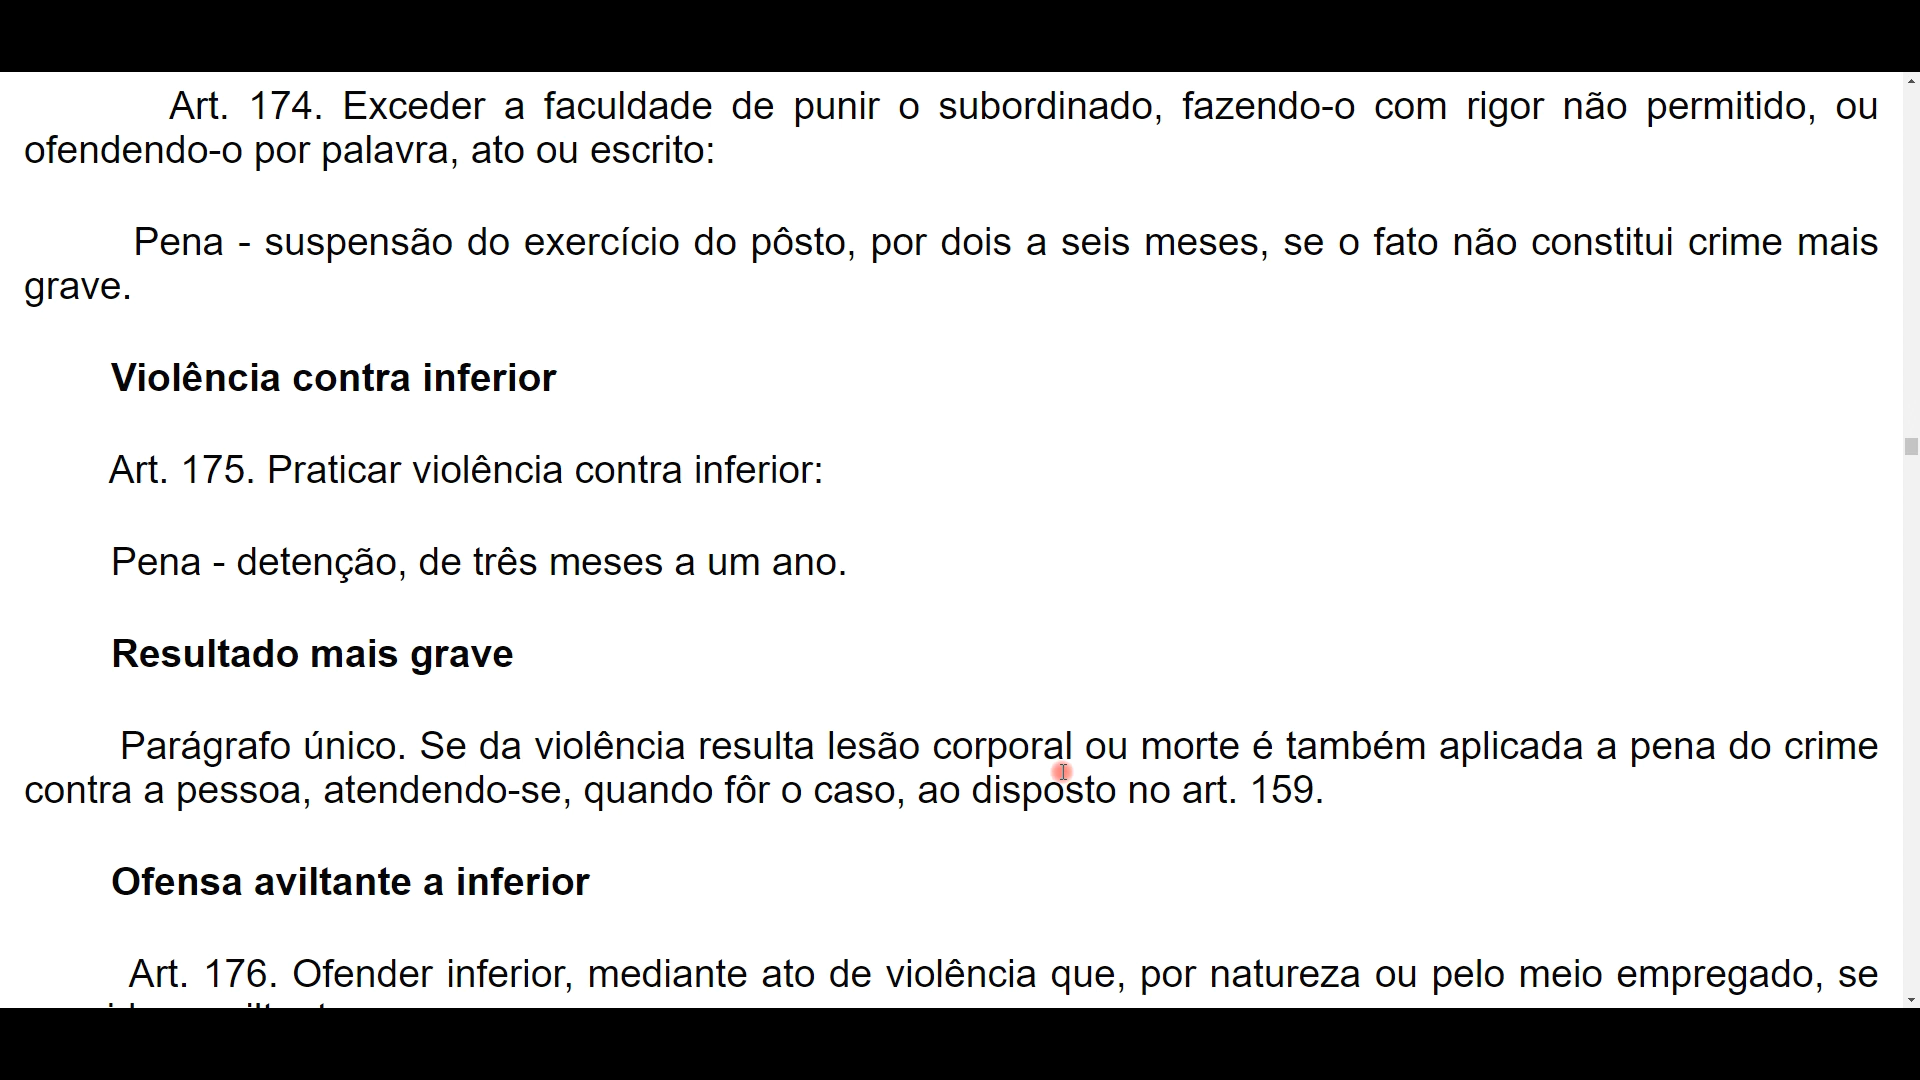 Art. 174. Exceder a faculdade de punir o subordinado, fazendo-o com rigor não permitido, ou
ofendendo-o por palavra, ato ou escrito:
Pena - suspensão do exercício do pôsto, por dois a seis meses, se o fato não constitui crime mais
grave.
Violência contra inferior
Art. 175. Praticar violência contra inferior:
Pena - detenção, de três meses a um ano.
Resultado mais grave
Parágrafo único. Se da violência resulta lesão corporal ou morte é também aplicada a pena do crime
contra a pessoa, atendendo-se, quando fôr o caso, ao disposto no art. 159.
Ofensa aviltante a inferior
Art. 176. Ofender inferior, mediante ato de violência que, por natureza ou pelo meio empregado, se